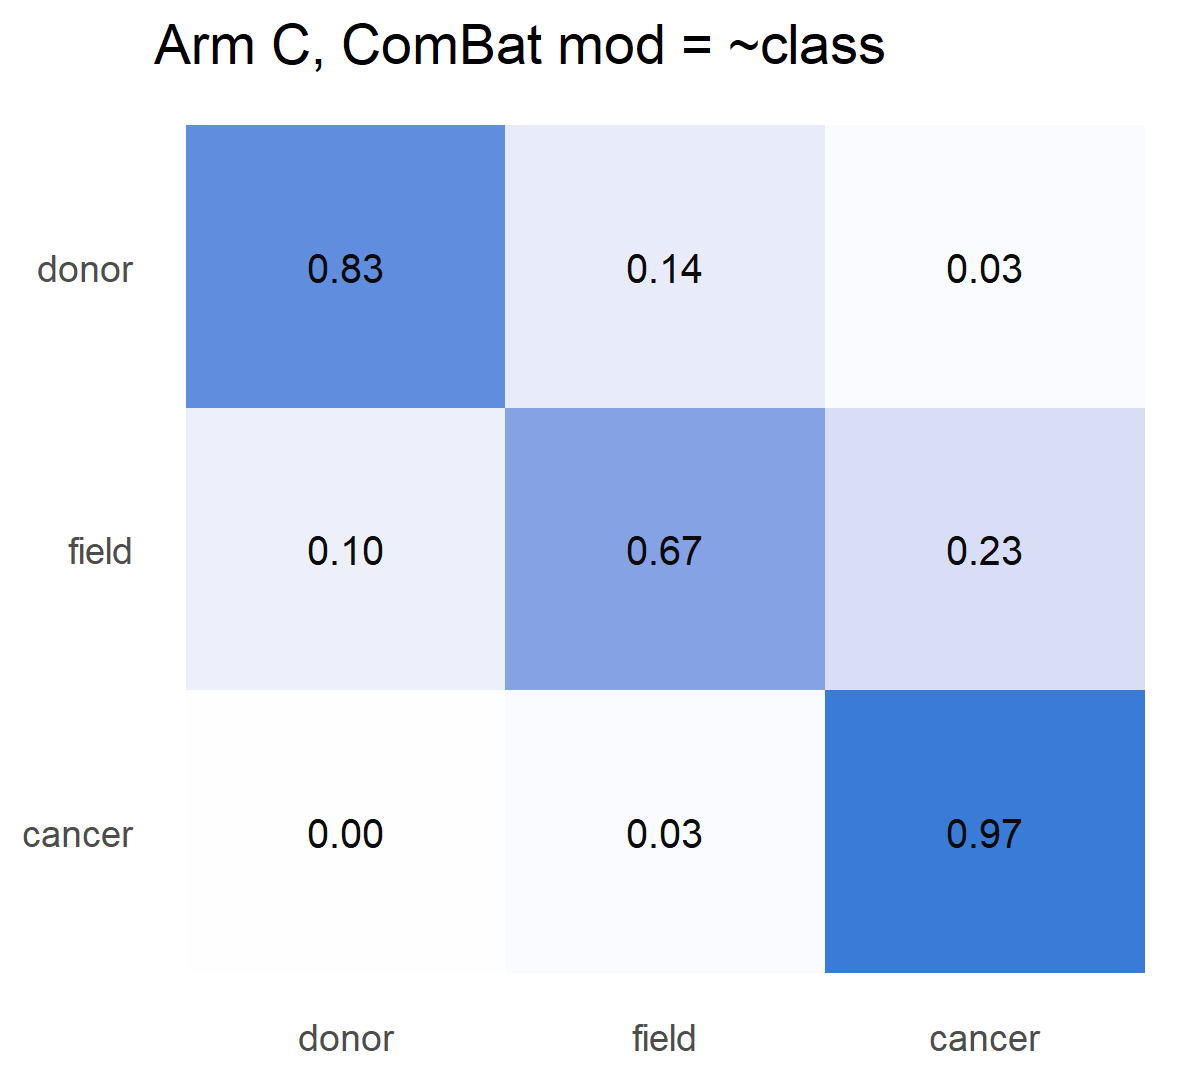 Arm C, ComBat mod = ~class
donor 0.83 0.14 0.03
field 0.10 0.67 0.23
cancer 0.00 0.03 0.97
donor field cancer